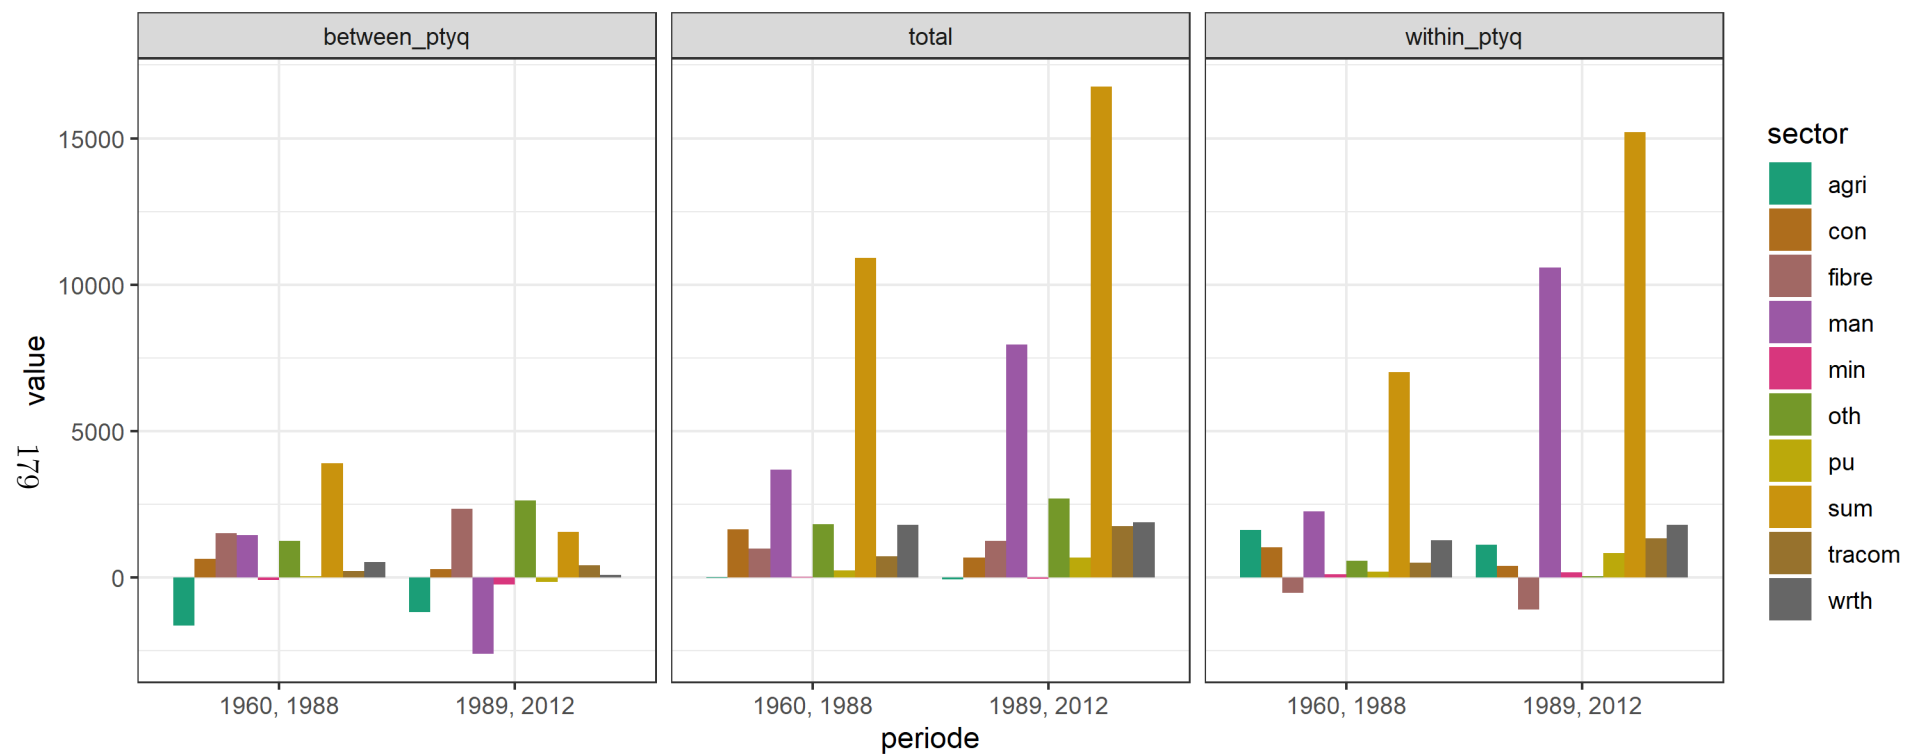 between_ptyq
total
within_ptyq
15000
10000
5000
0
value
179
1960, 1988
1989, 2012
1960, 1988
1989, 2012
1960, 1988
1989, 2012
periode
sector
agri
con
fibre
man
min
oth
pu
sum
tracom
wrth